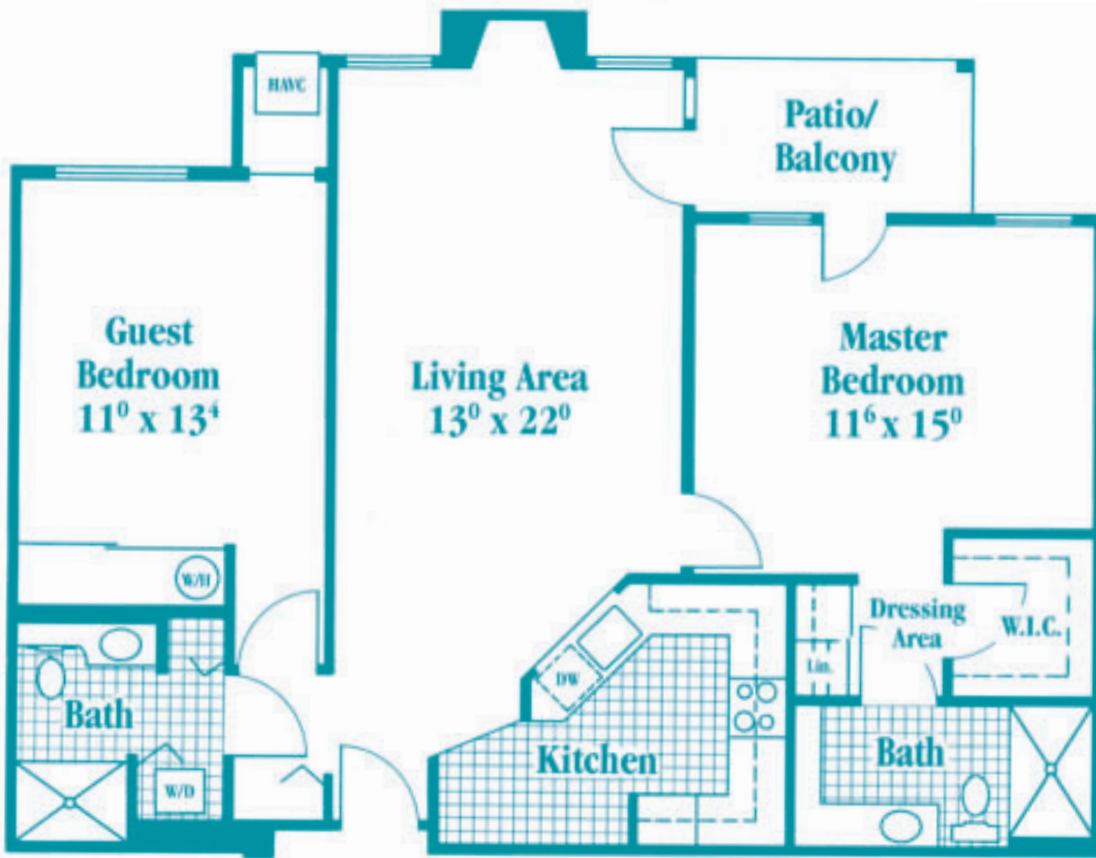 HAVC
Patio/
Balcony
Guest
Bedroom
11⁰ x 13⁴
Living Area
13⁰ x 22⁰
Master
Bedroom
11⁶ x 15⁰
W/H
Dressing
Area
W.I.C.
Lin.
DW
Bath
Kitchen
Bath
W/D